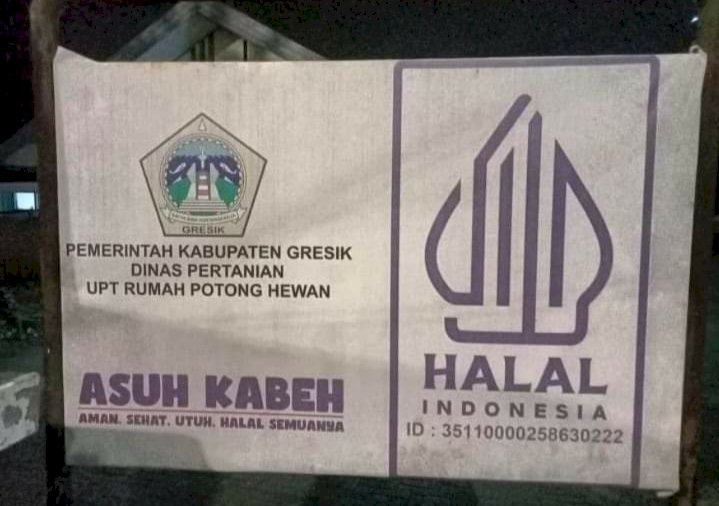 GRESIK
PEMERINTAH KABUPATEN GRESIK
DINAS PERTANIAN
UPT RUMAH POTONG HEWAN
ASUH KABEH
AMAN. SEHAT. UTUH. HALAL SEMUANYA
HALAL
INDONESIA
ID : 35110000258630222